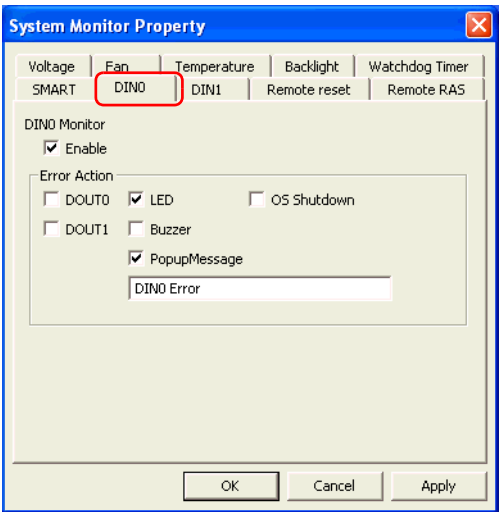 System Monitor Property
Voltage Fan Temperature Backlight Watchdog Timer
SMART DIN0 DIN1 Remote reset Remote RAS
DIN0 Monitor
Enable
Error Action
DOUT0 LED OS Shutdown
DOUT1 Buzzer
PopupMessage
DIN0 Error
OK Cancel Apply